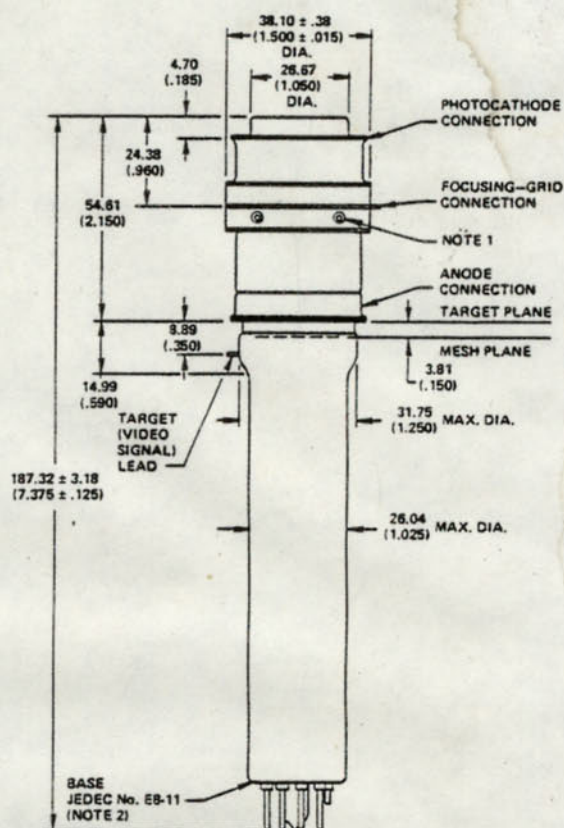 38.10 ± .38
(1.500 ± .015)
DIA.
4.70
(.185)
26.67
(1.050)
DIA.
PHOTOCATHODE
CONNECTION
24.38
(.960)
FOCUSING-GRID
CONNECTION
54.61
(2.150)
NOTE 1
ANODE
CONNECTION
TARGET PLANE
8.89
(.350)
MESH PLANE
3.81
(.150)
14.99
(.590)
TARGET
(VIDEO
SIGNAL)
LEAD
31.75
(1.250) MAX. DIA.
187.32 ± 3.18
(7.375 ± .125)
26.04
(1.025) MAX. DIA.
BASE
JEDEC No. E8-11
(NOTE 2)